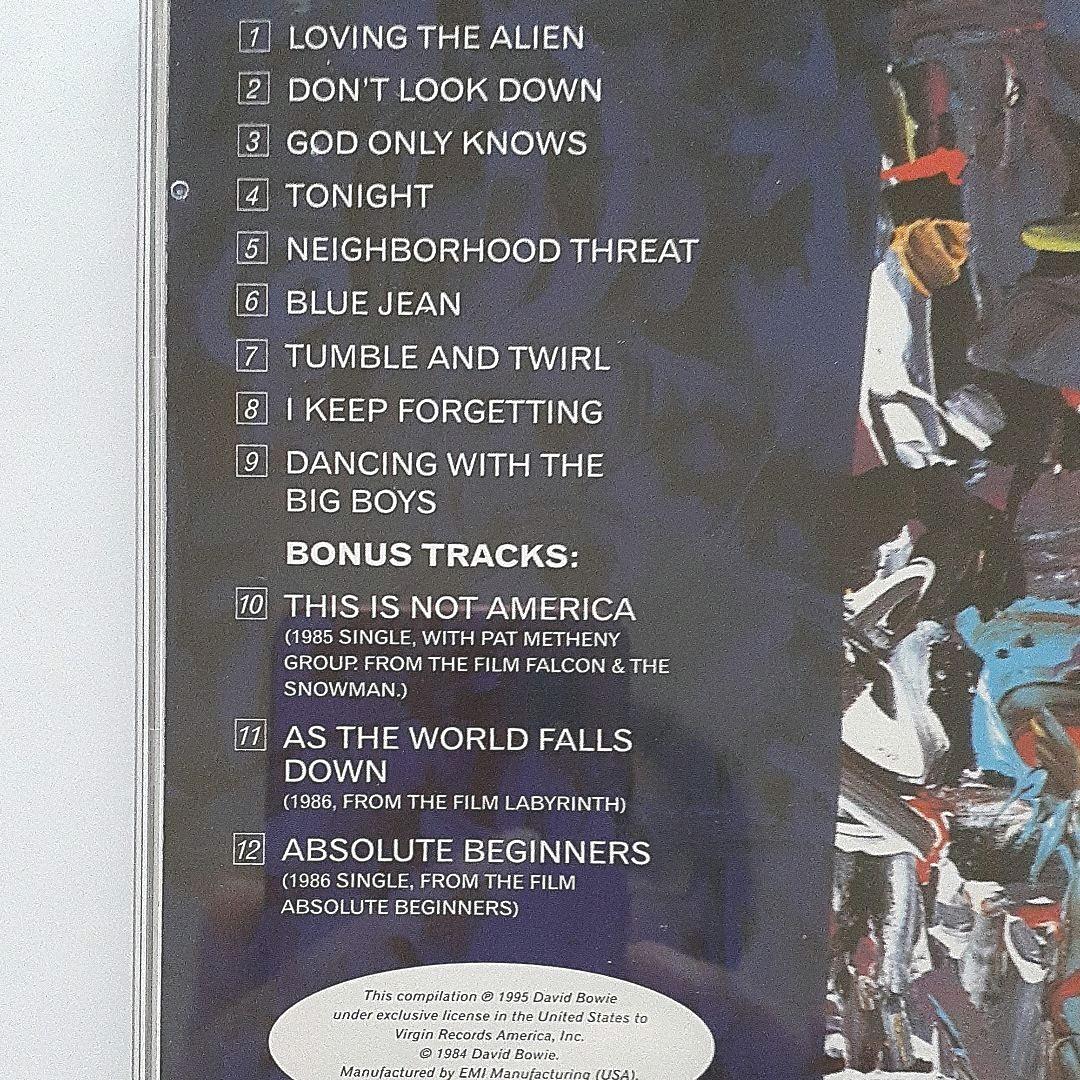 1 LOVING THE ALIEN
2 DON'T LOOK DOWN
3 GOD ONLY KNOWS
4 TONIGHT
5 NEIGHBORHOOD THREAT
6 BLUE JEAN
7 TUMBLE AND TWIRL
8 I KEEP FORGETTING
9 DANCING WITH THE
BIG BOYS
BONUS TRACKS:
10 THIS IS NOT AMERICA
(1985 SINGLE, WITH PAT METHENY
GROUP. FROM THE FILM FALCON & THE
SNOWMAN.)
11 AS THE WORLD FALLS
DOWN
(1986, FROM THE FILM LABYRINTH)
12 ABSOLUTE BEGINNERS
(1986 SINGLE, FROM THE FILM
ABSOLUTE BEGINNERS)
This compilation ℗ 1995 David Bowie
under exclusive license in the United States to
Virgin Records America, Inc.
© 1984 David Bowie.
Manufactured by EMI Manufacturing (USA).